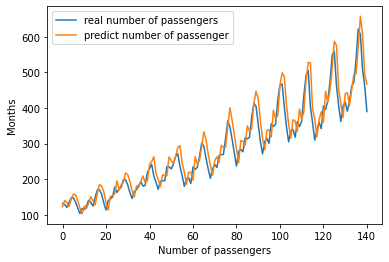 real number of passengers
predict number of passenger
600
500
400
300
200
100
Months
0 20 40 60 80 100 120 140
Number of passengers